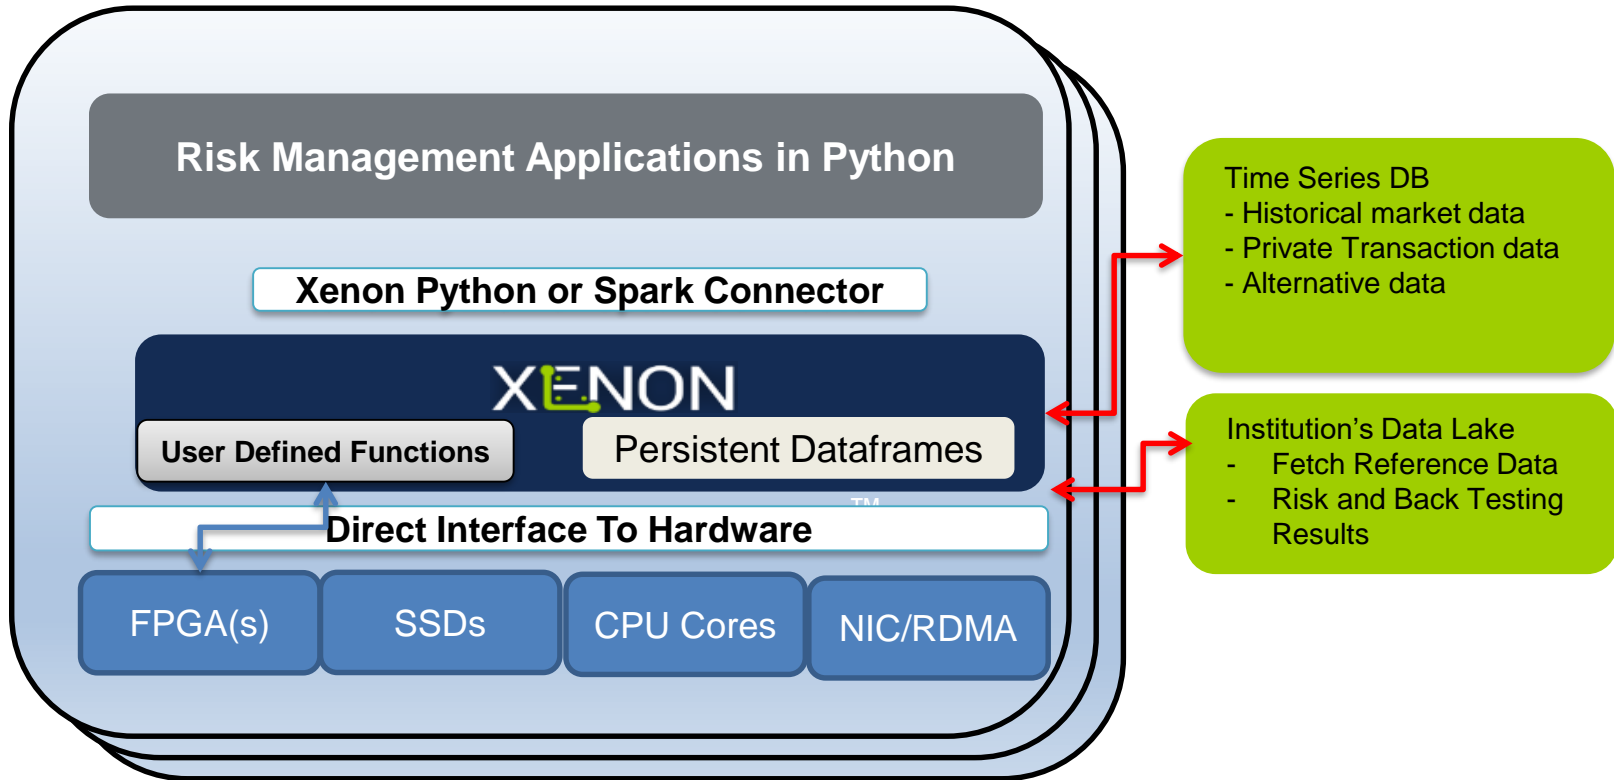 Risk Management Applications in Python
Time Series DB
- Historical market data
- Private Transaction data
- Alternative data
Xenon Python or Spark Connector
XENON
User Defined Functions
Persistent Dataframes
Institution’s Data Lake
- Fetch Reference Data
- Risk and Back Testing
Results
TM
Direct Interface To Hardware
FPGA(s)
SSDs
CPU Cores
NIC/RDMA